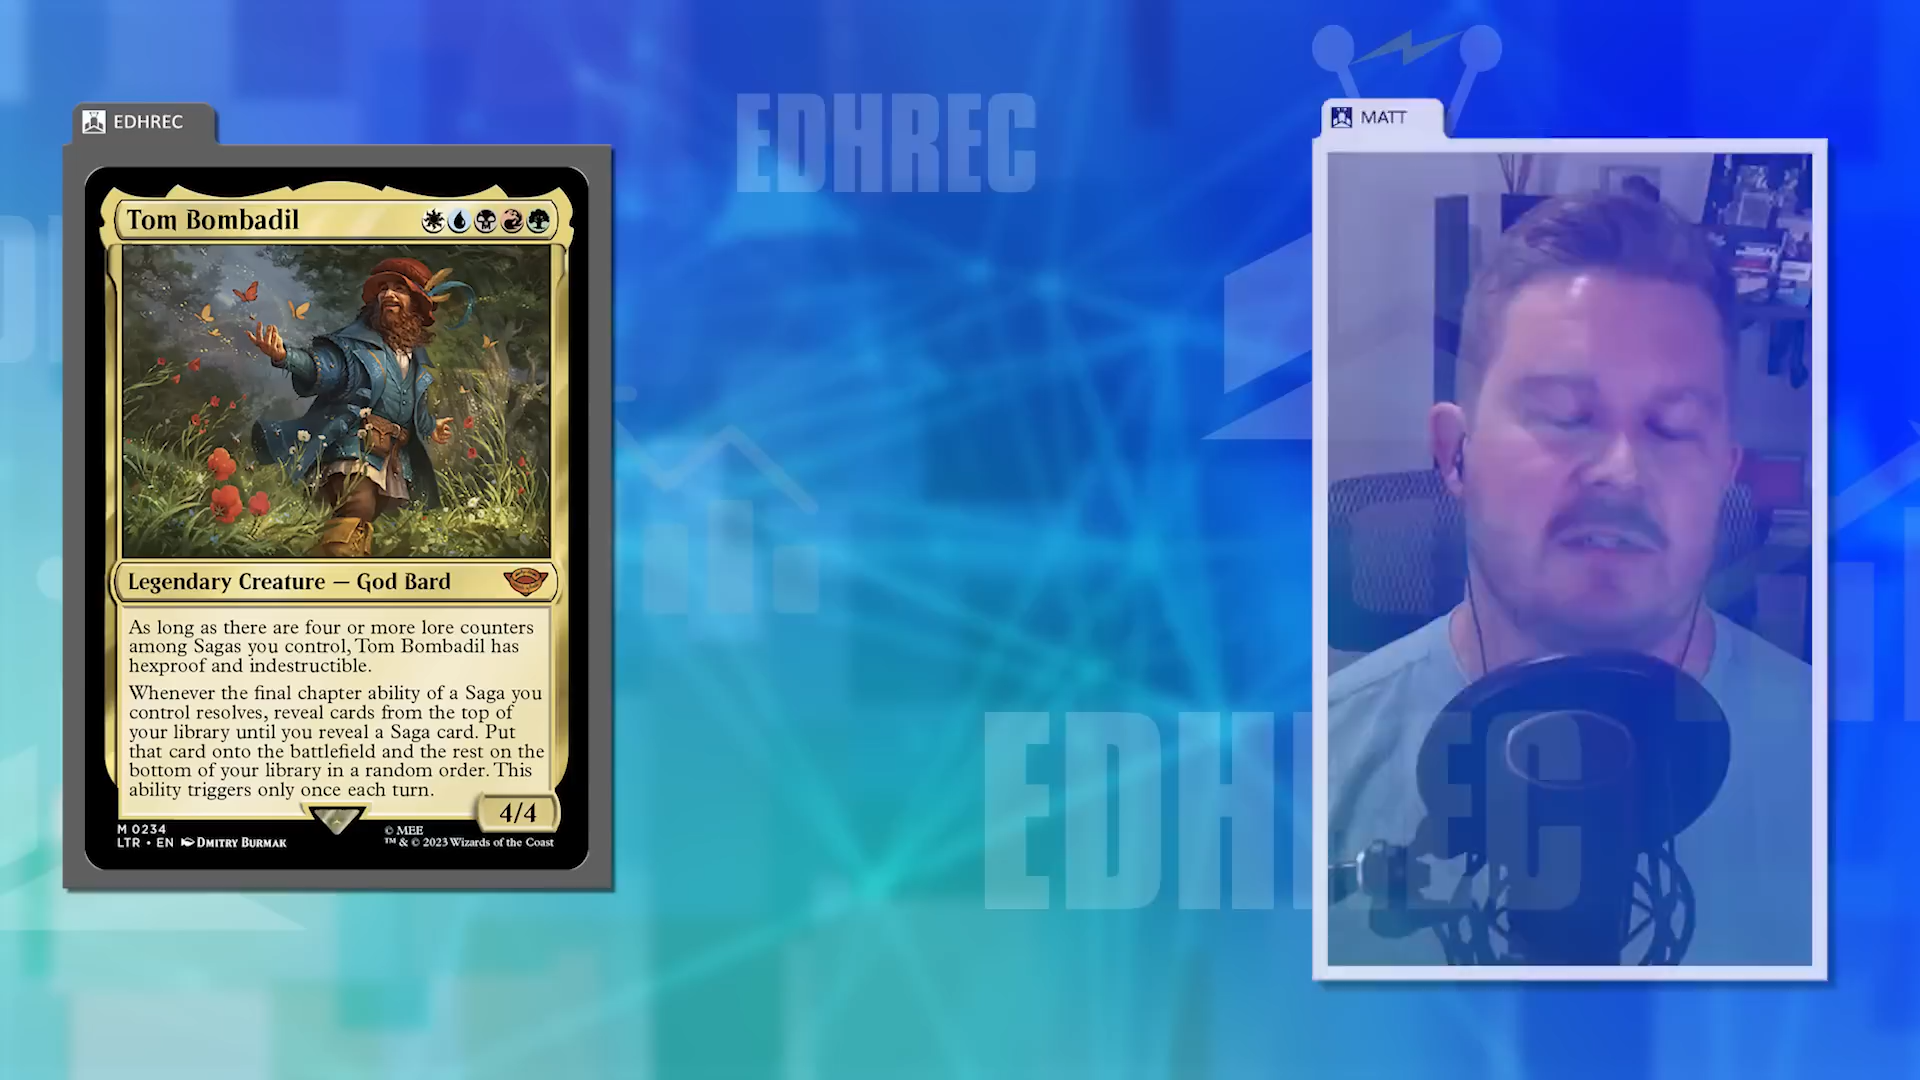 EDHREC
EDHREC
MATT
Tom Bombadil
Legendary Creature — God Bard
As long as there are four or more lore counters
among Sagas you control, Tom Bombadil has
hexproof and indestructible.
Whenever the final chapter ability of a Saga you
control resolves, reveal cards from the top of
your library until you reveal a Saga card. Put
that card onto the battlefield and the rest on the
bottom of your library in a random order. This
ability triggers only once each turn.
4/4
M 0234
LTR • EN DMITRY BURMAK
© MEE
™ & © 2023 Wizards of the Coast
EDHREC